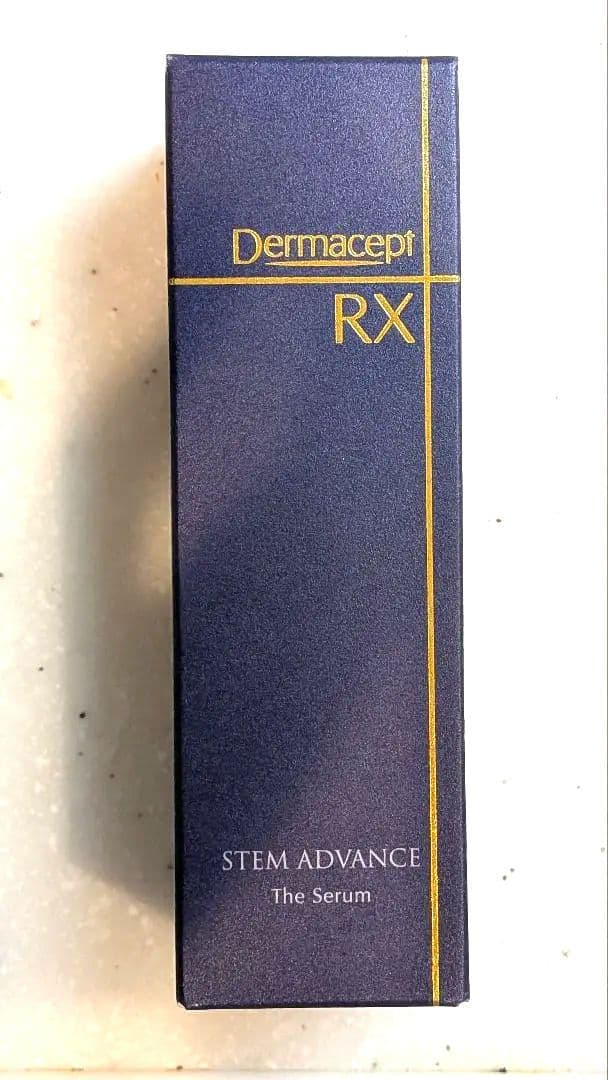 Dermacept
RX
STEM ADVANCE
The Serum